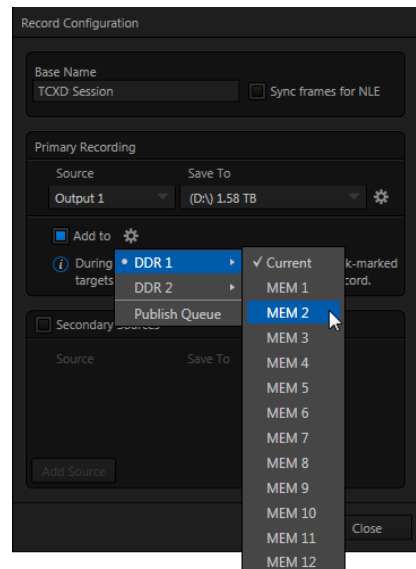 Record Configuration
Base Name
TCXD Session
Sync frames for NLE
Primary Recording
Source Save To
Output 1 (D:\) 1.58 TB
Add to
During k-marked
targets cord.
DDR 1
DDR 2
Publish Queue
✓ Current
MEM 1
MEM 2
MEM 3
MEM 4
MEM 5
MEM 6
MEM 7
MEM 8
MEM 9
MEM 10
MEM 11
MEM 12
Secondary Sources
Source Save To
Add Source
Close